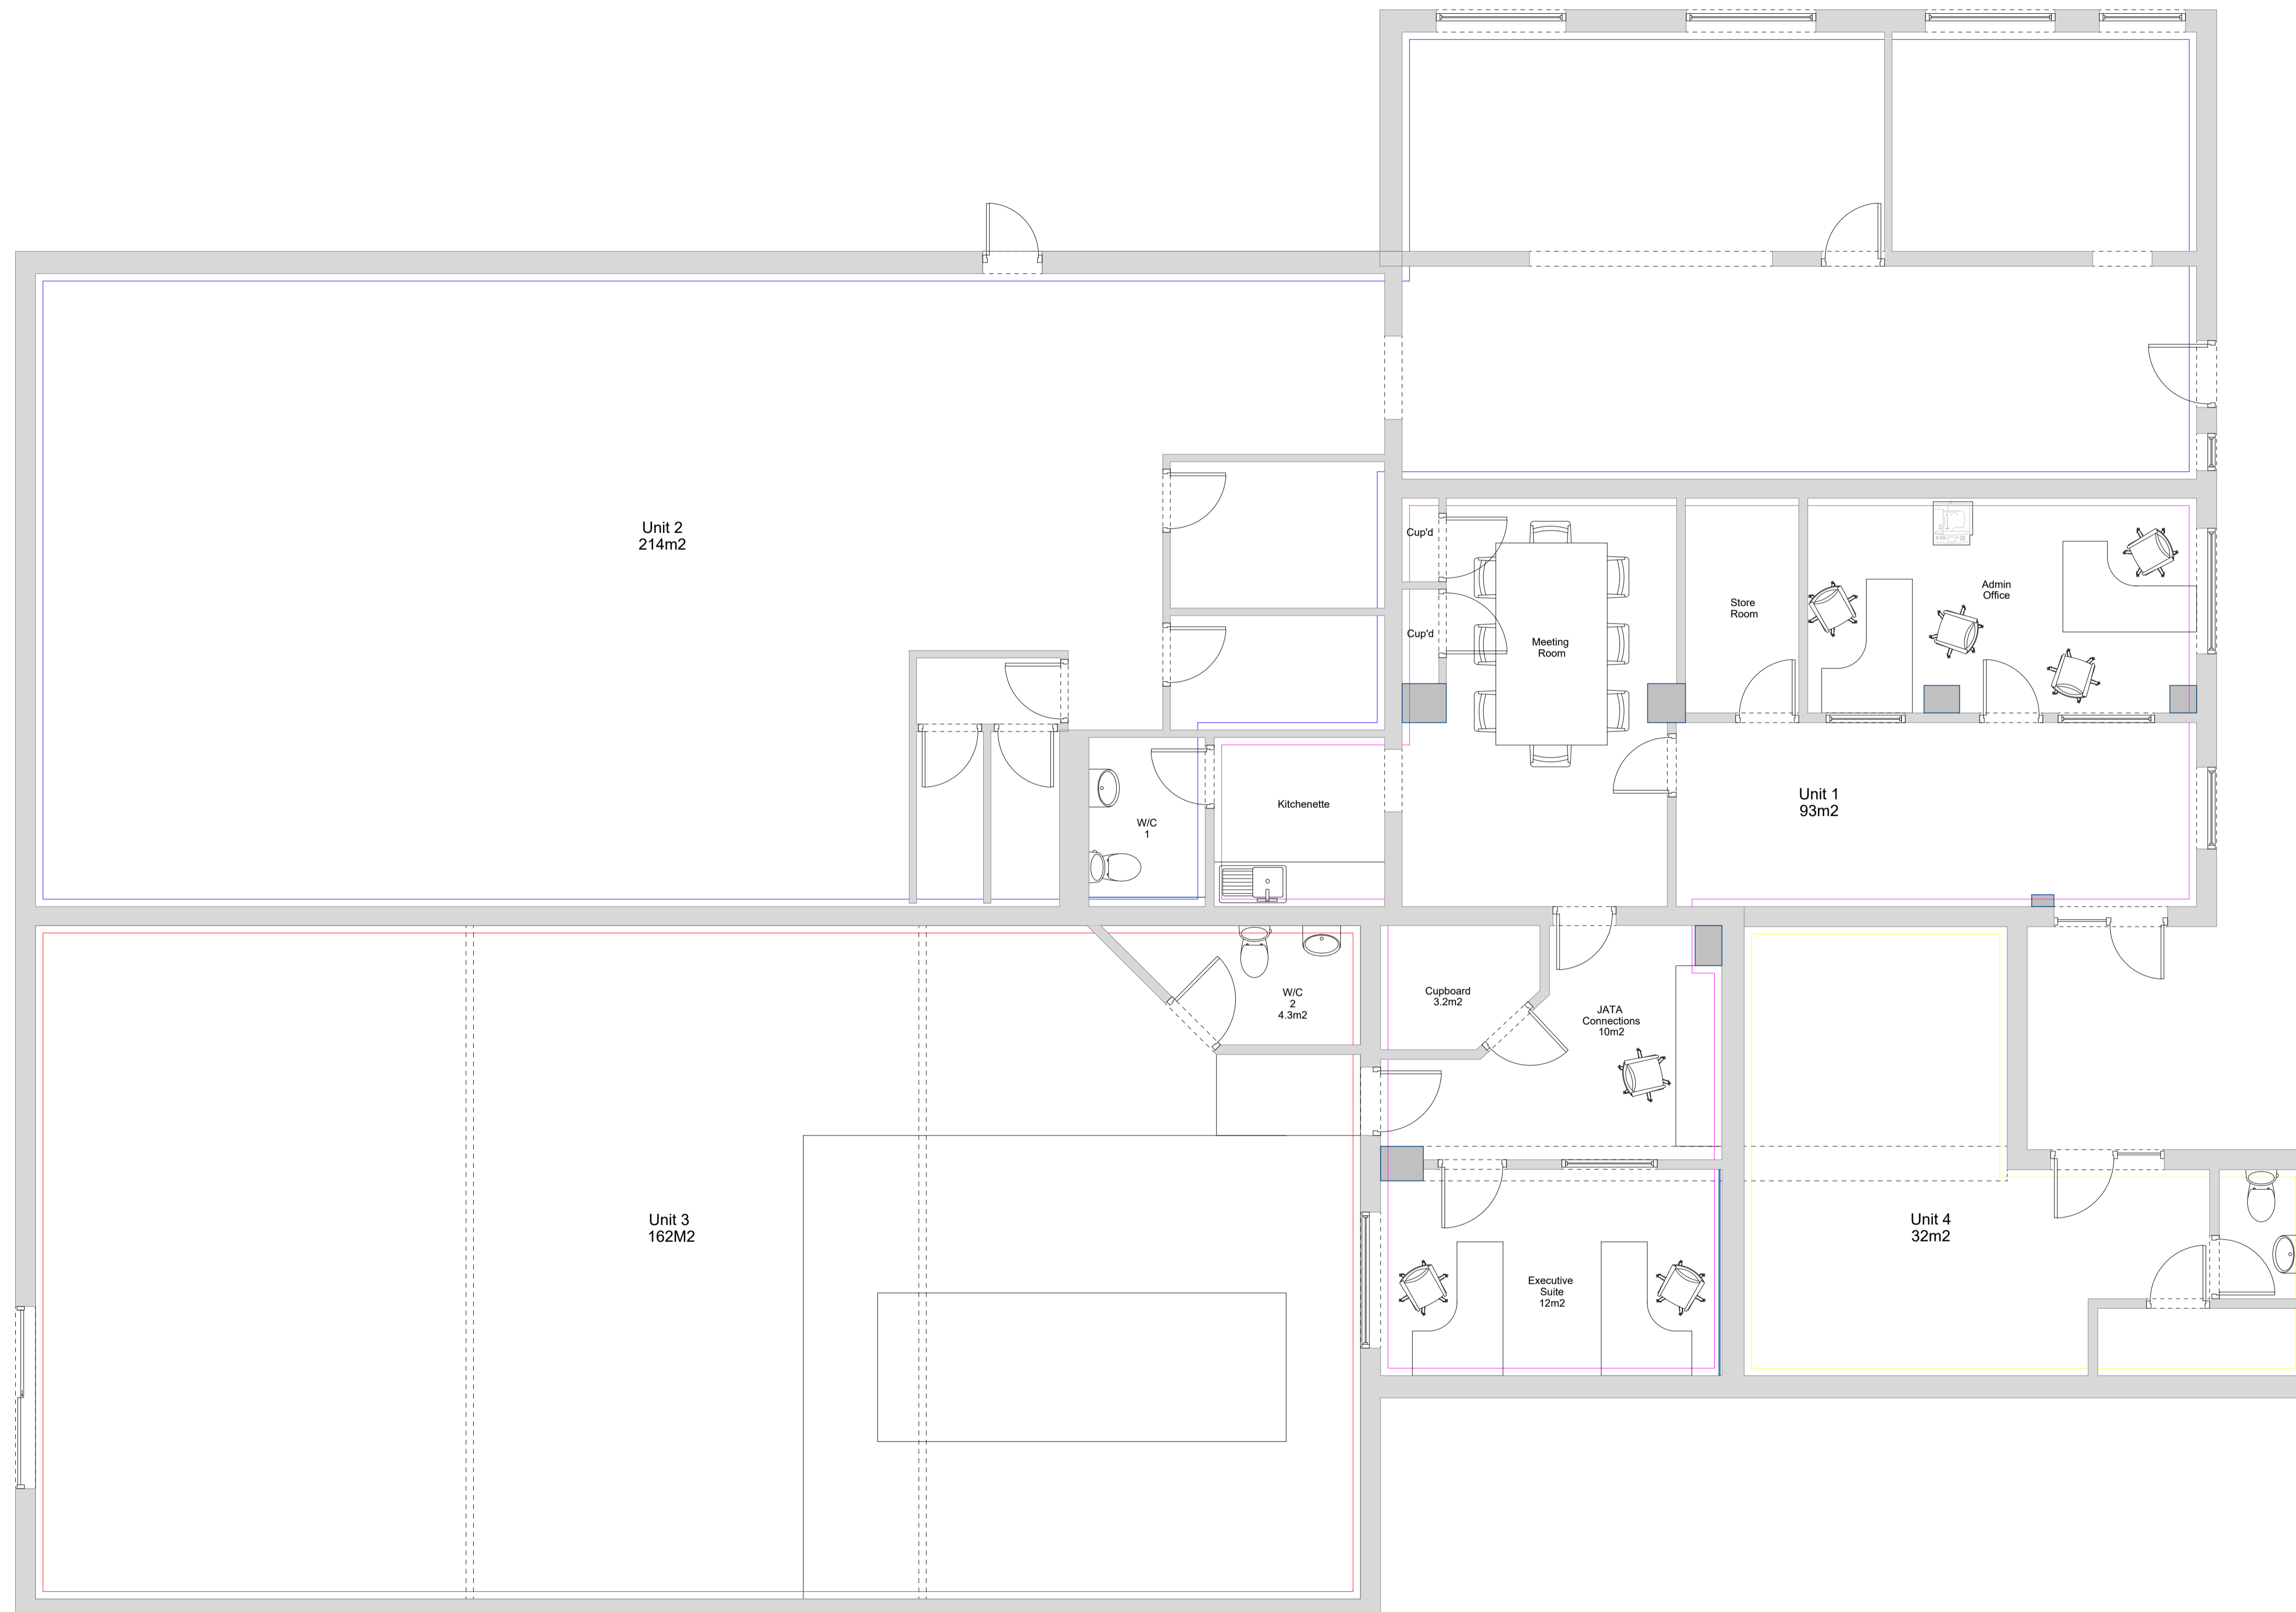 Unit 2
214m2
Cup'd
Cup'd
Meeting
Room
Store
Room
Admin
Office
Kitchenette
W/C
1
Unit 1
93m2
W/C
2
4.3m2
Cupboard
3.2m2
JATA
Connections
10m2
Unit 3
162M2
Executive
Suite
12m2
Unit 4
32m2